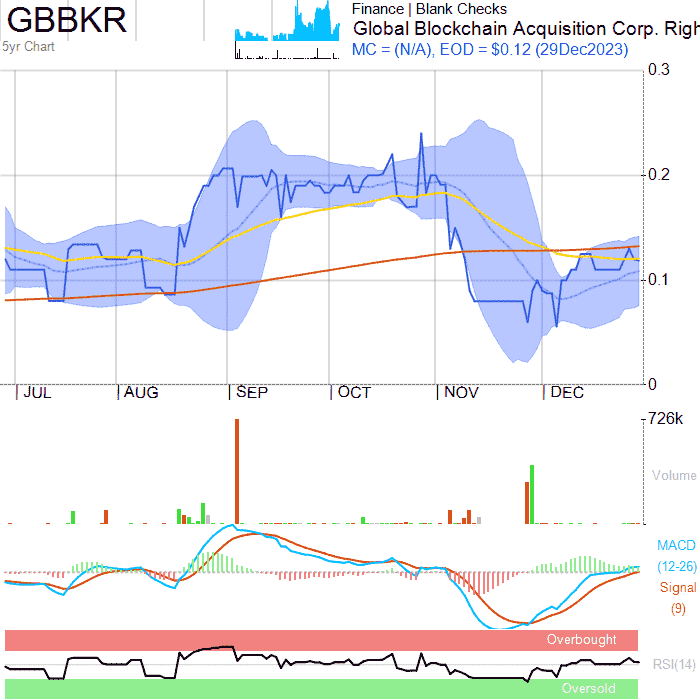 GBBKR
5yr Chart
Finance | Blank Checks
Global Blockchain Acquisition Corp. Righ
MC = (N/A), EOD = $0.12 (29Dec2023)
0.3
0.2
0.1
0
JUL AUG SEP OCT NOV DEC
726k
Volume
MACD
(12-26)
Signal
(9)
Overbought
RSI(14)
Oversold